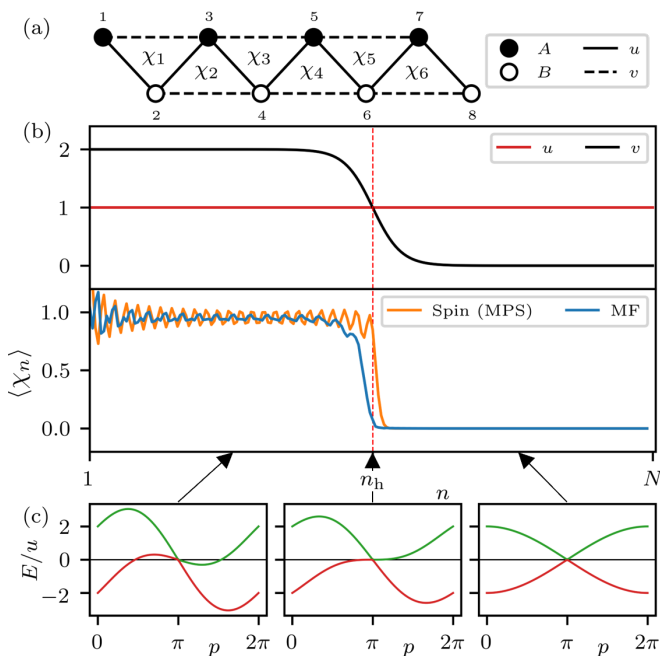 (a)
1 3 5 7
χ₁ χ₂ χ₃ χ₄ χ₅ χ₆
2 4 6 8
A u
B v
(b)
2
1
0
u v
1.0
0.5
0.0
⟨χₙ⟩
Spin (MPS) MF
1 nₕ n N
(c)
E/u
2
0
−2
0 π p 2π
0 π p 2π
0 π p 2π